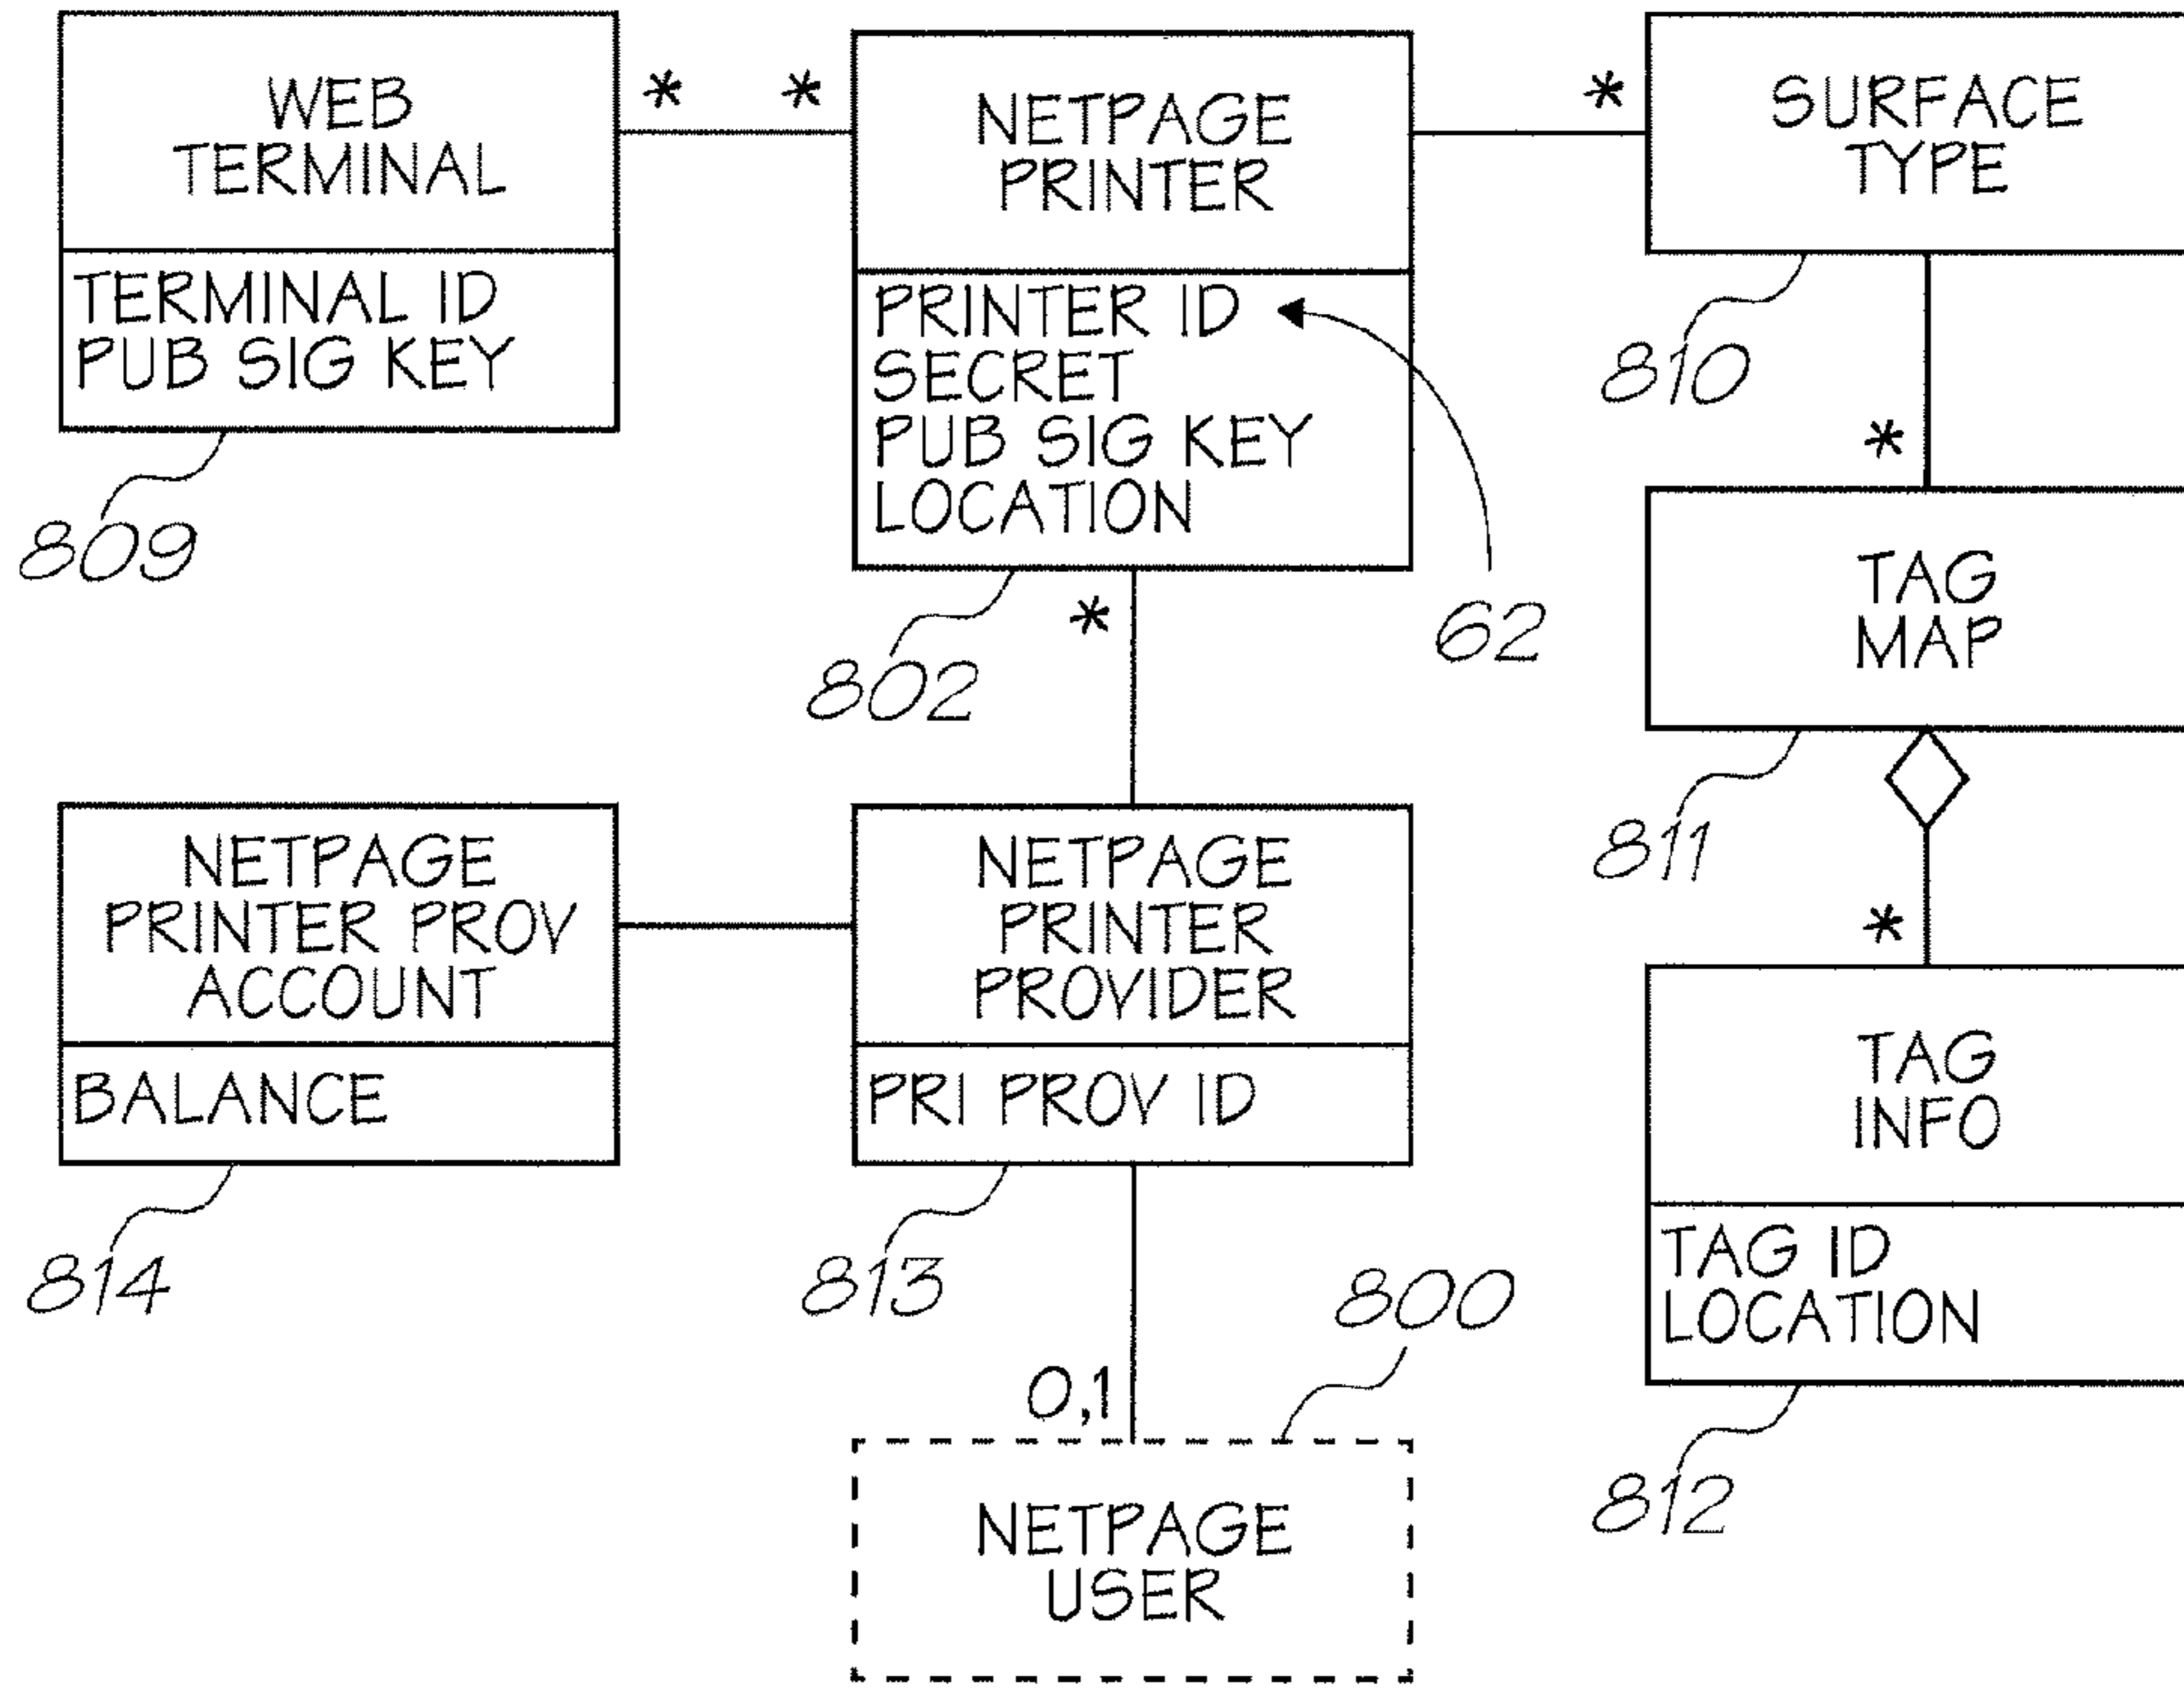 WEB
TERMINAL
TERMINAL ID
PUB SIG KEY
809
* *
NETPAGE
PRINTER
PRINTER ID
SECRET
PUB SIG KEY
LOCATION
802
62
*
*
SURFACE
TYPE
810
*
TAG
MAP
811
*
NETPAGE
PRINTER PROV
ACCOUNT
BALANCE
814
NETPAGE
PRINTER
PROVIDER
PRI PROV ID
813
800
0,1
NETPAGE
USER
TAG
INFO
TAG ID
LOCATION
812